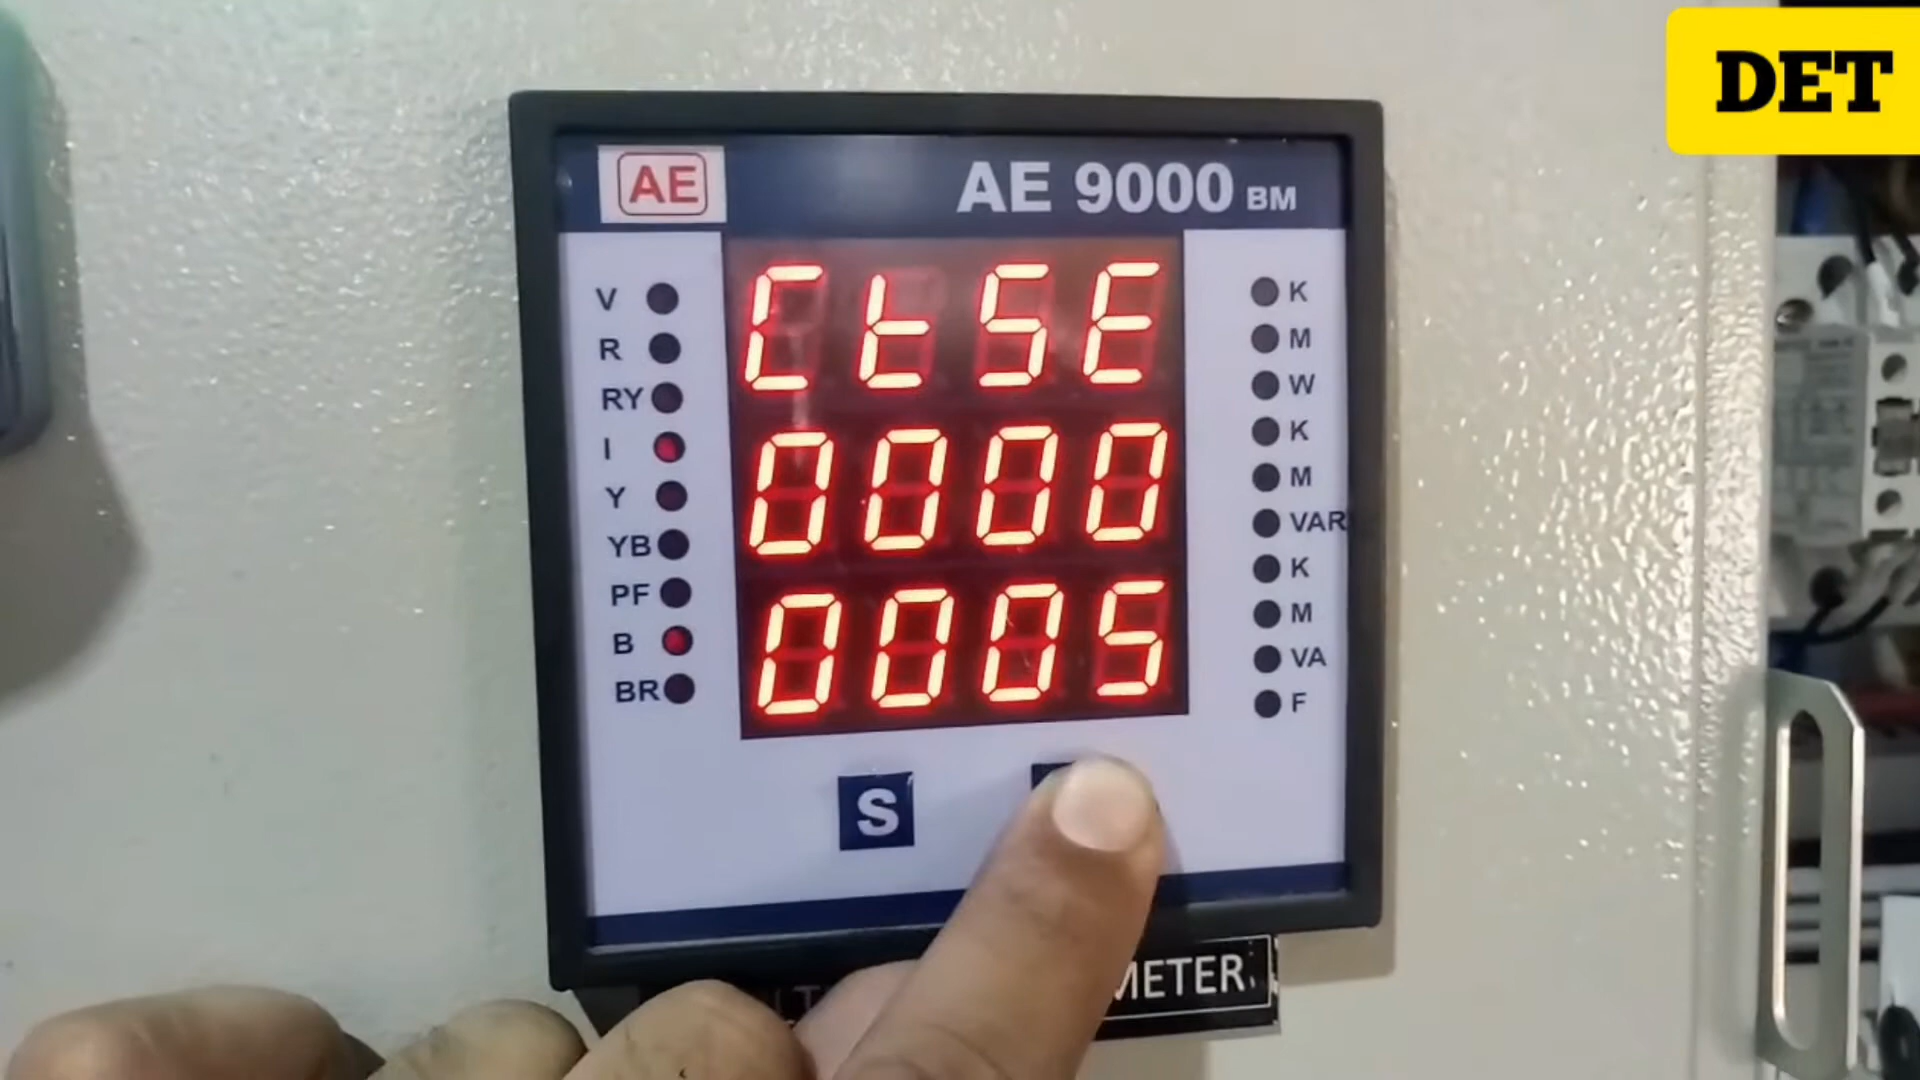 DET
AE
AE 9000 BM
CtSE
0000
0005
V
R
RY
I
Y
YB
PF
B
BR
K
M
W
K
M
VAR
K
M
VA
F
S
METER